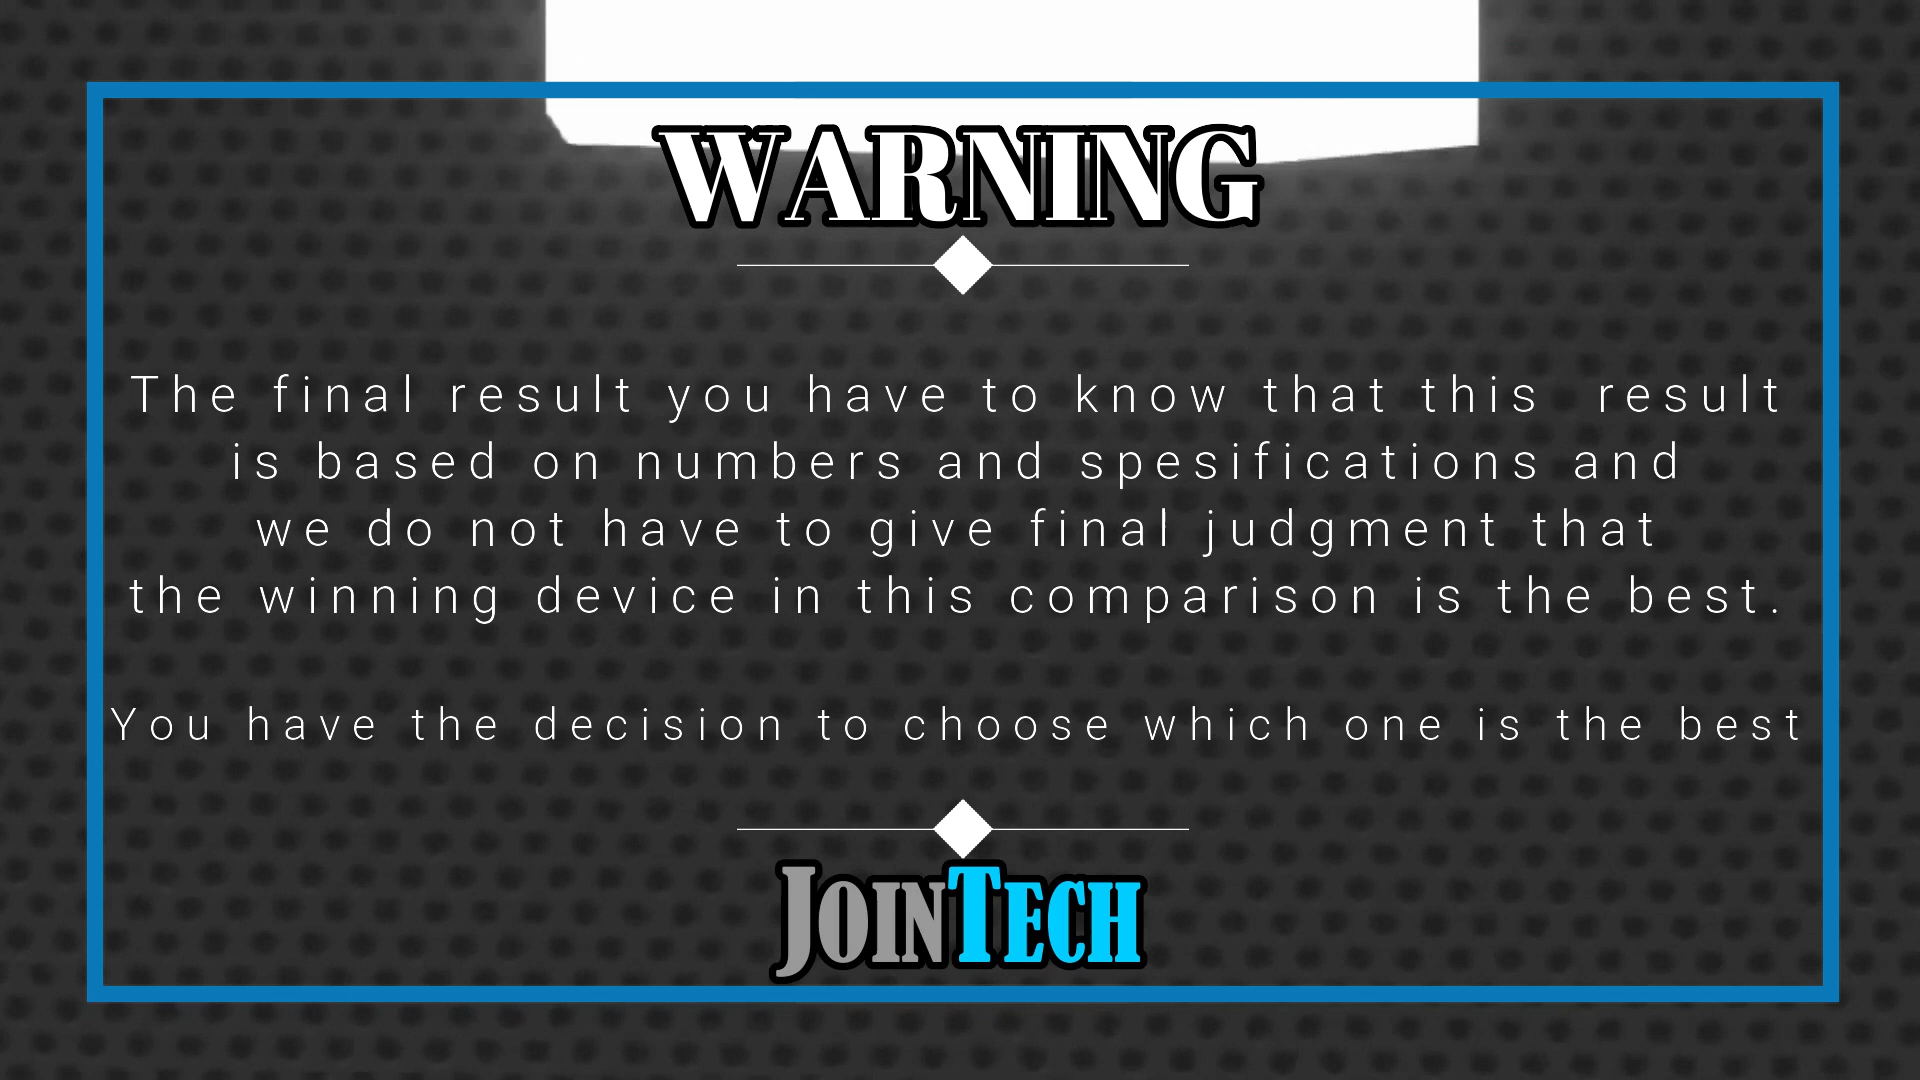 WARNING
The final result you have to know that this result
is based on numbers and spesifications and
we do not have to give final judgment that
the winning device in this comparison is the best.
You have the decision to choose which one is the best
JOINTECH